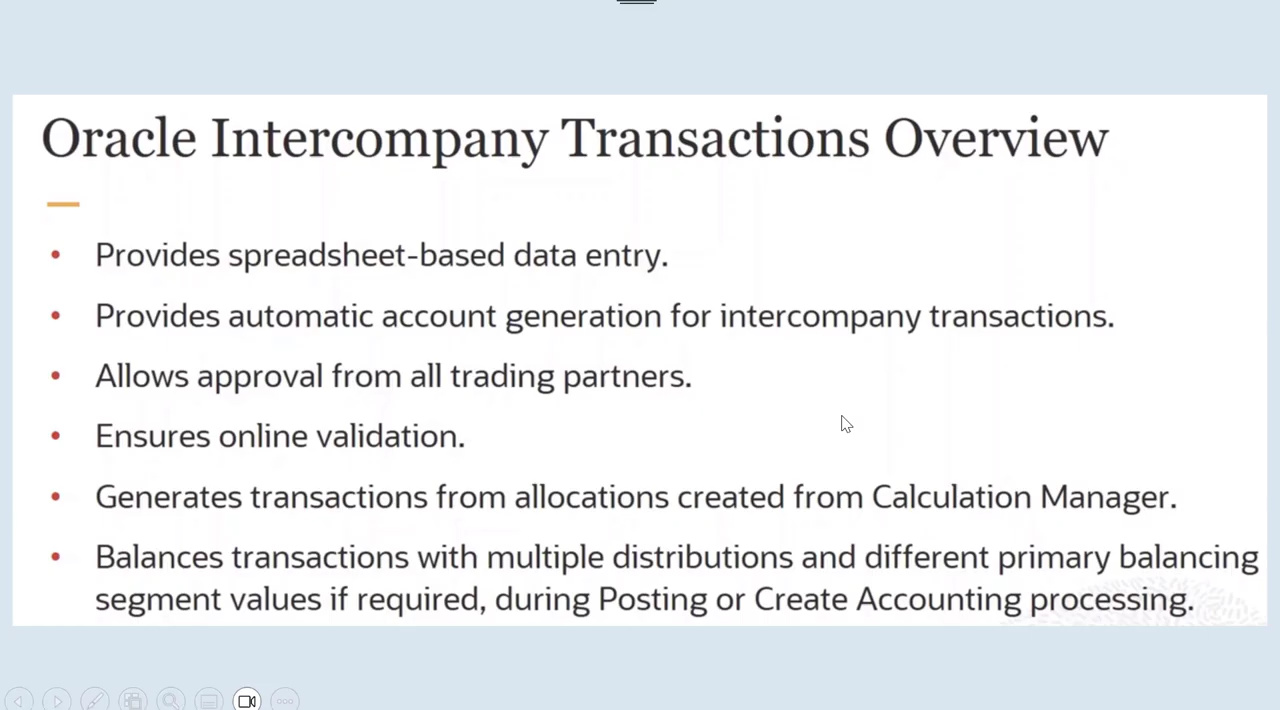 Oracle Intercompany Transactions Overview
• Provides spreadsheet-based data entry.
• Provides automatic account generation for intercompany transactions.
• Allows approval from all trading partners.
• Ensures online validation.
• Generates transactions from allocations created from Calculation Manager.
• Balances transactions with multiple distributions and different primary balancing
segment values if required, during Posting or Create Accounting processing.